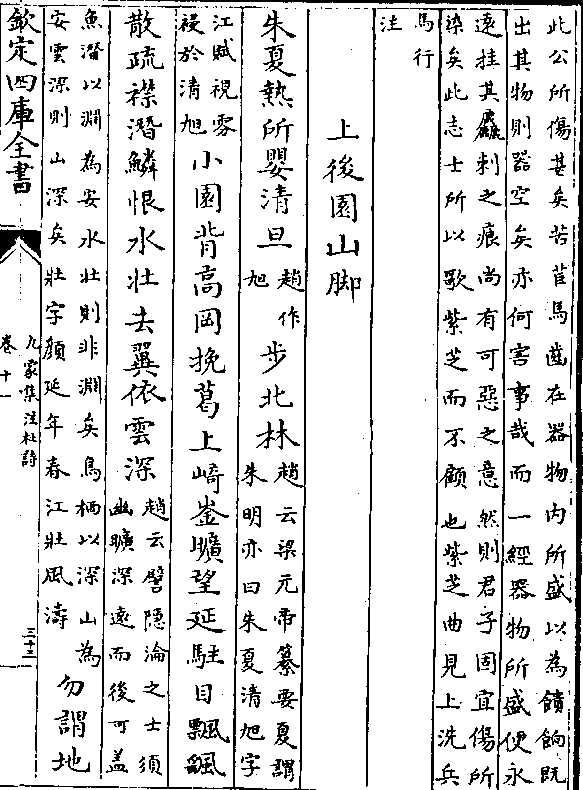 此公所傷甚矣苦苣馬齒在器物内所盛以為饋餉既
出其物則器空矣亦何害事哉而一經器物所盛便永
遠挂其麤刺之痕尚有可惡之意然則君子固宜傷所
染矣此志士所以歌紫芝而不顧也紫芝曲見上洗兵
馬行
注
上後園山脚
朱夏熱所嬰清旦趙作旭步北林趙云梁元帝纂要夏謂朱明亦曰朱夏清旭字
江賦視雰祲於清旭小園背高岡挽葛上崎崟曠望延駐目飄颻
散疏襟潛鱗恨水壯去翼依雲深趙云譬隱淪之士須幽曠深遠而後可盖
魚潛以淵為安水壯則非淵矣鳥栖以深山為安雲深則山深矣壯字顏延年春江壯風濤勿謂地
欽定四庫全書
九家集注杜詩
卷十一
三十三